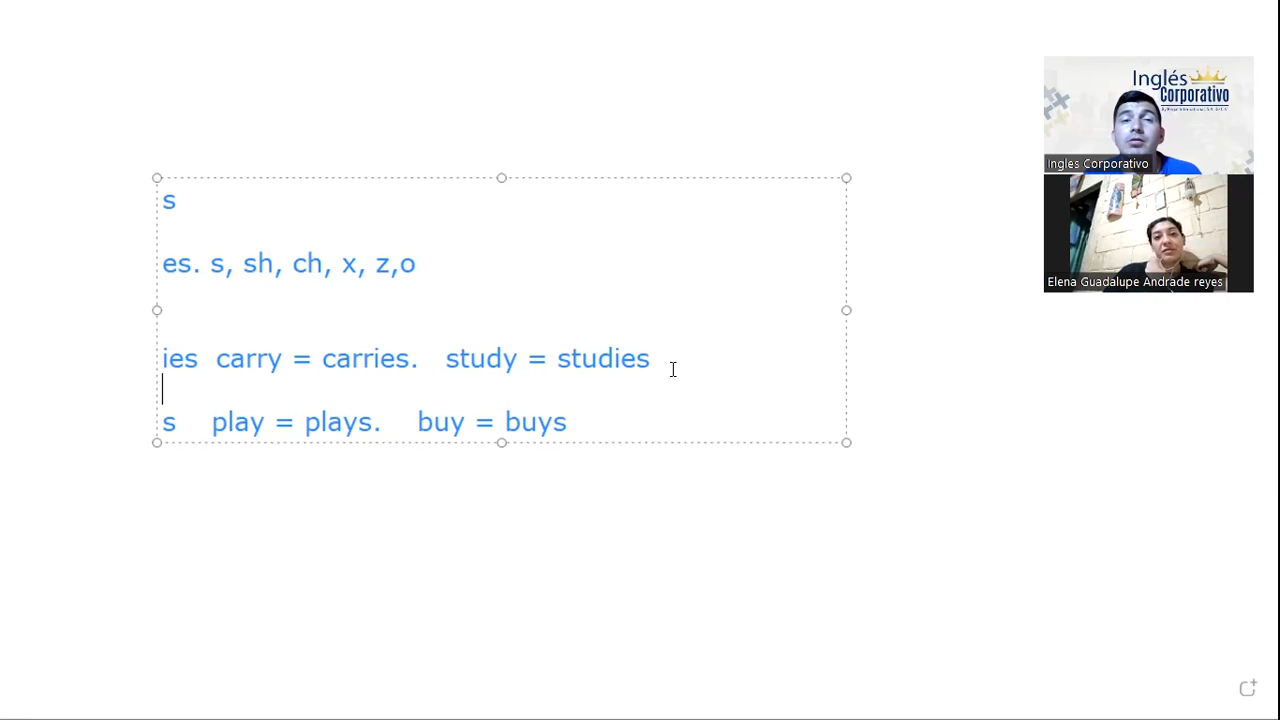 s
es. s, sh, ch, x, z,o
ies  carry = carries.   study = studies
s    play = plays.    buy = buys
Inglés
Corporativo
Ingles Corporativo
Elena Guadalupe Andrade reyes